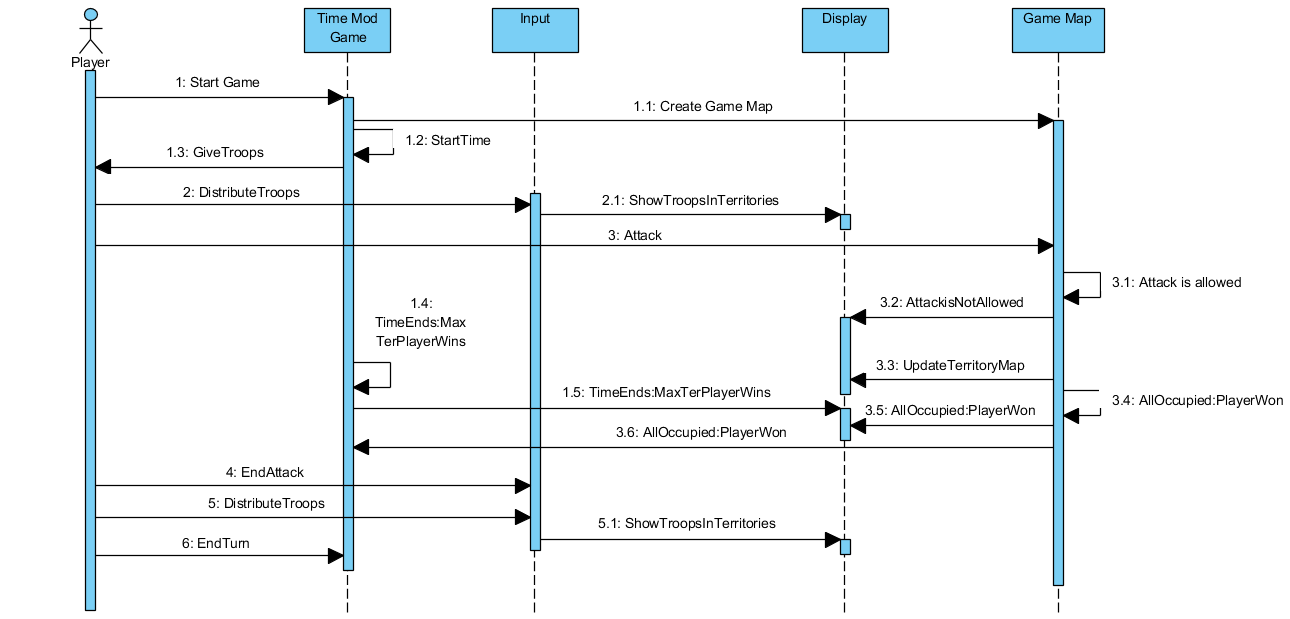 Time Mod
Game
Input
Display
Game Map
Player
1: Start Game
1.1: Create Game Map
1.2: StartTime
1.3: GiveTroops
2: DistributeTroops
2.1: ShowTroopsInTerritories
3: Attack
3.1: Attack is allowed
3.2: AttackisNotAllowed
1.4:
TimeEnds:Max
TerPlayerWins
3.3: UpdateTerritoryMap
1.5: TimeEnds:MaxTerPlayerWins
3.4: AllOccupied:PlayerWon
3.5: AllOccupied:PlayerWon
3.6: AllOccupied:PlayerWon
4: EndAttack
5: DistributeTroops
5.1: ShowTroopsInTerritories
6: EndTurn